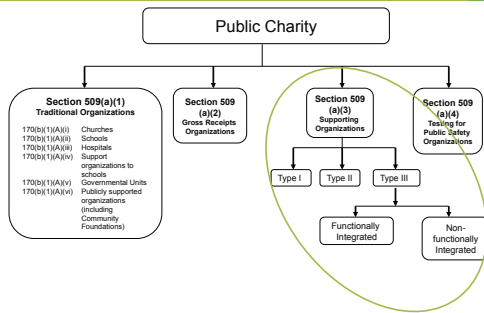 Public Charity
Section 509(a)(1)
Traditional Organizations
170(b)(1)(A)(i) Churches
170(b)(1)(A)(ii) Schools
170(b)(1)(A)(iii) Hospitals
170(b)(1)(A)(iv) Support
organizations to
schools
170(b)(1)(A)(v) Governmental Units
170(b)(1)(A)(vi) Publicly supported
organizations
(including
Community
Foundations)
Section 509
(a)(2)
Gross Receipts
Organizations
Section 509
(a)(3)
Supporting
Organizations
Section 509
(a)(4)
Testing for
Public Safety
Organizations
Type I
Type II
Type III
Functionally
Integrated
Non-
functionally
Integrated